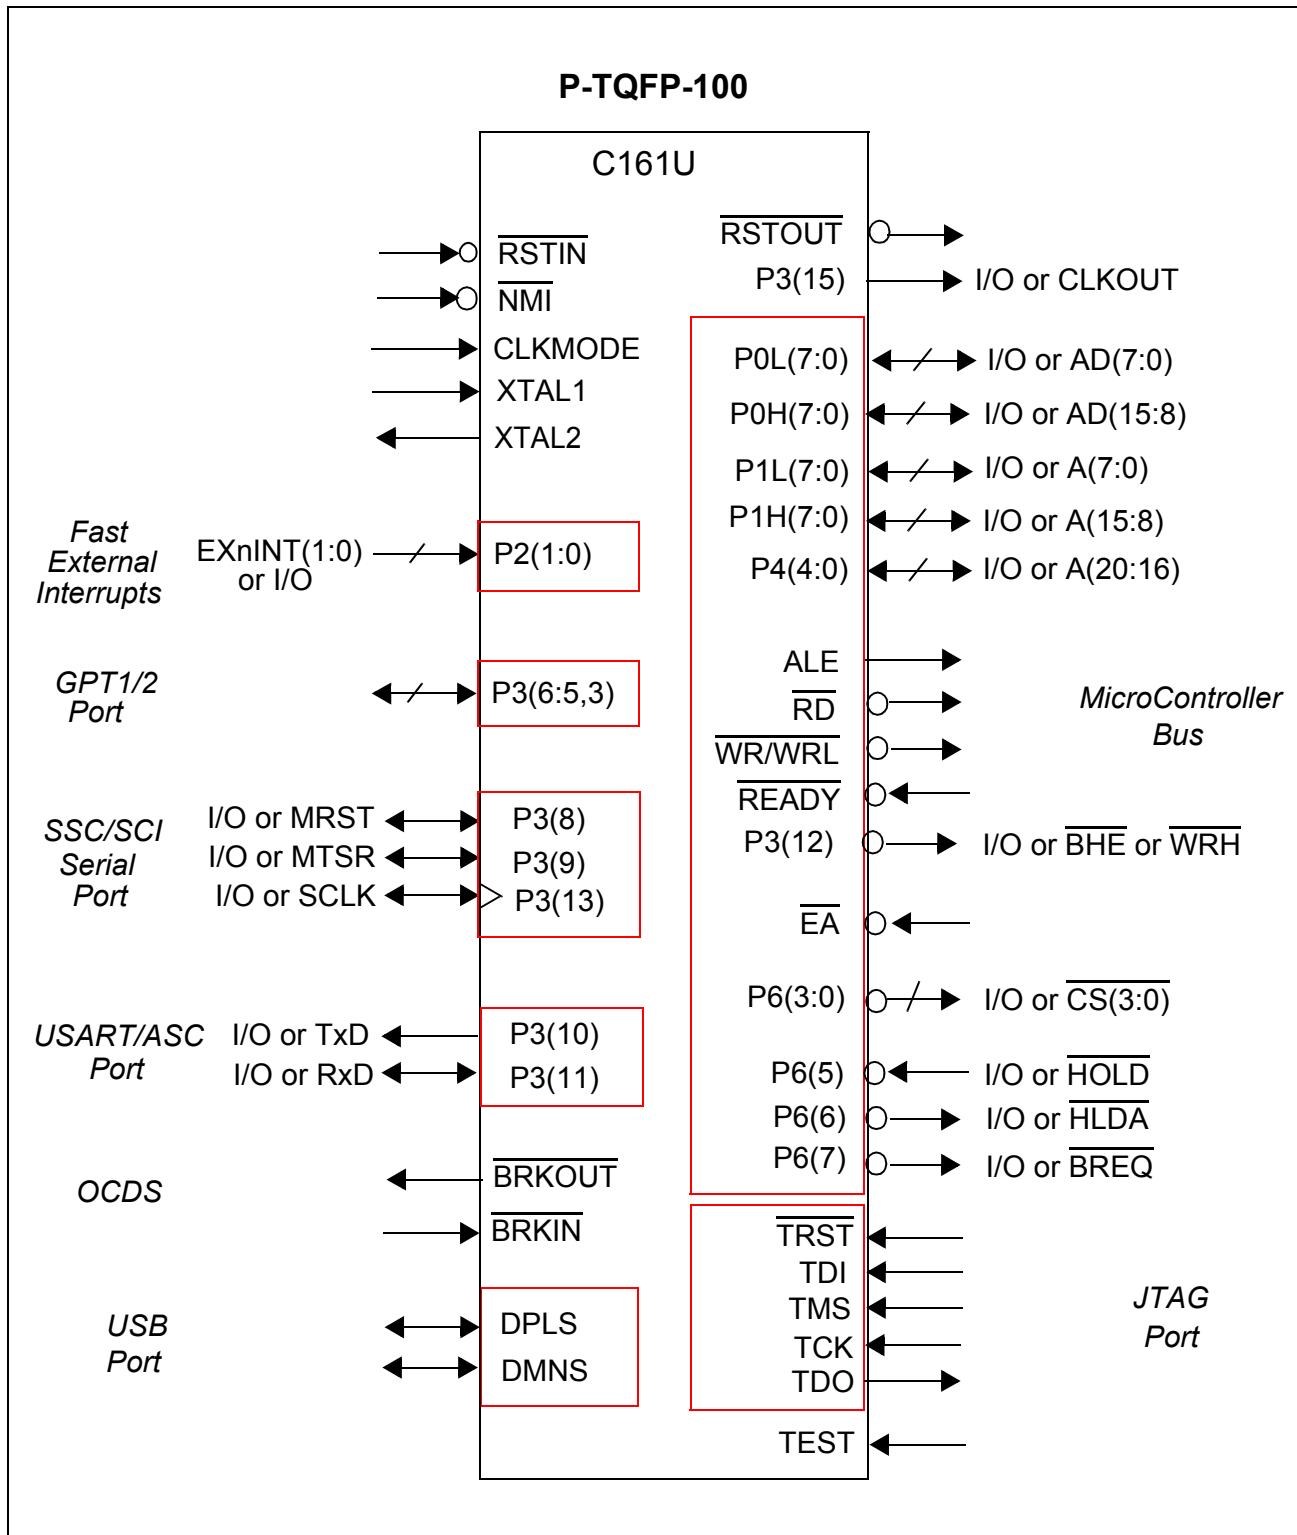 P-TQFP-100
C161U
RSTIN
NMI
CLKMODE
XTAL1
XTAL2
Fast
External
Interrupts
EXnINT(1:0)
or I/O
P2(1:0)
GPT1/2
Port
P3(6:5,3)
SSC/SCI
Serial
Port
I/O or MRST
P3(8)
I/O or MTSR
P3(9)
I/O or SCLK
P3(13)
USART/ASC
Port
I/O or TxD
P3(10)
I/O or RxD
P3(11)
OCDS
BRKOUT
BRKIN
USB
Port
DPLS
DMNS
RSTOUT
P3(15) I/O or CLKOUT
P0L(7:0) I/O or AD(7:0)
P0H(7:0) I/O or AD(15:8)
P1L(7:0) I/O or A(7:0)
P1H(7:0) I/O or A(15:8)
P4(4:0) I/O or A(20:16)
ALE
RD
WR/WRL
READY
P3(12) I/O or BHE or WRH
EA
P6(3:0) I/O or CS(3:0)
P6(5) I/O or HOLD
P6(6) I/O or HLDA
P6(7) I/O or BREQ
MicroController
Bus
TRST
TDI
TMS
TCK
TDO
JTAG
Port
TEST